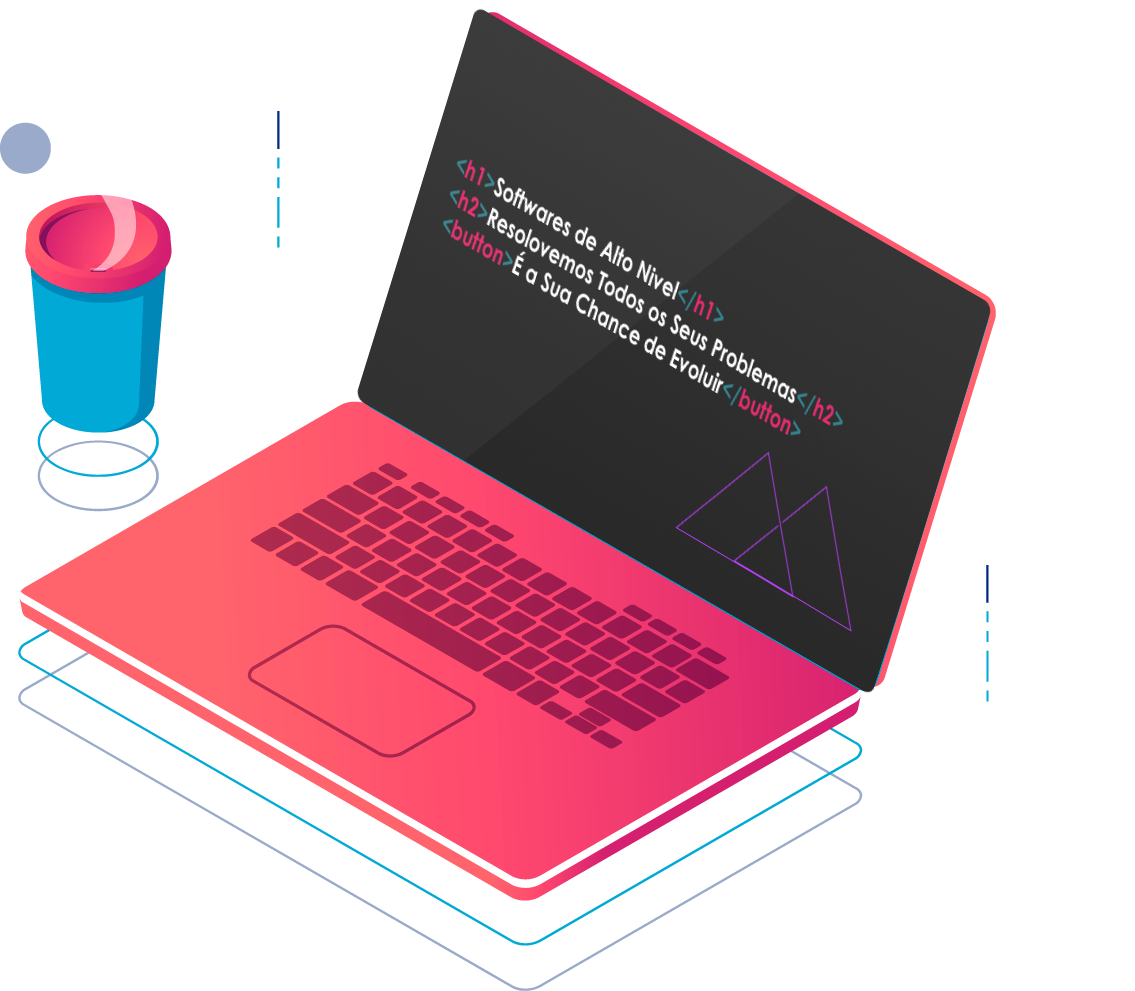 <h1>Softwares de Alto Nivel</h1>
<h2>Resolovemos Todos os Seus Problemas</h2>
<button>É a Sua Chance de Evoluir</button>